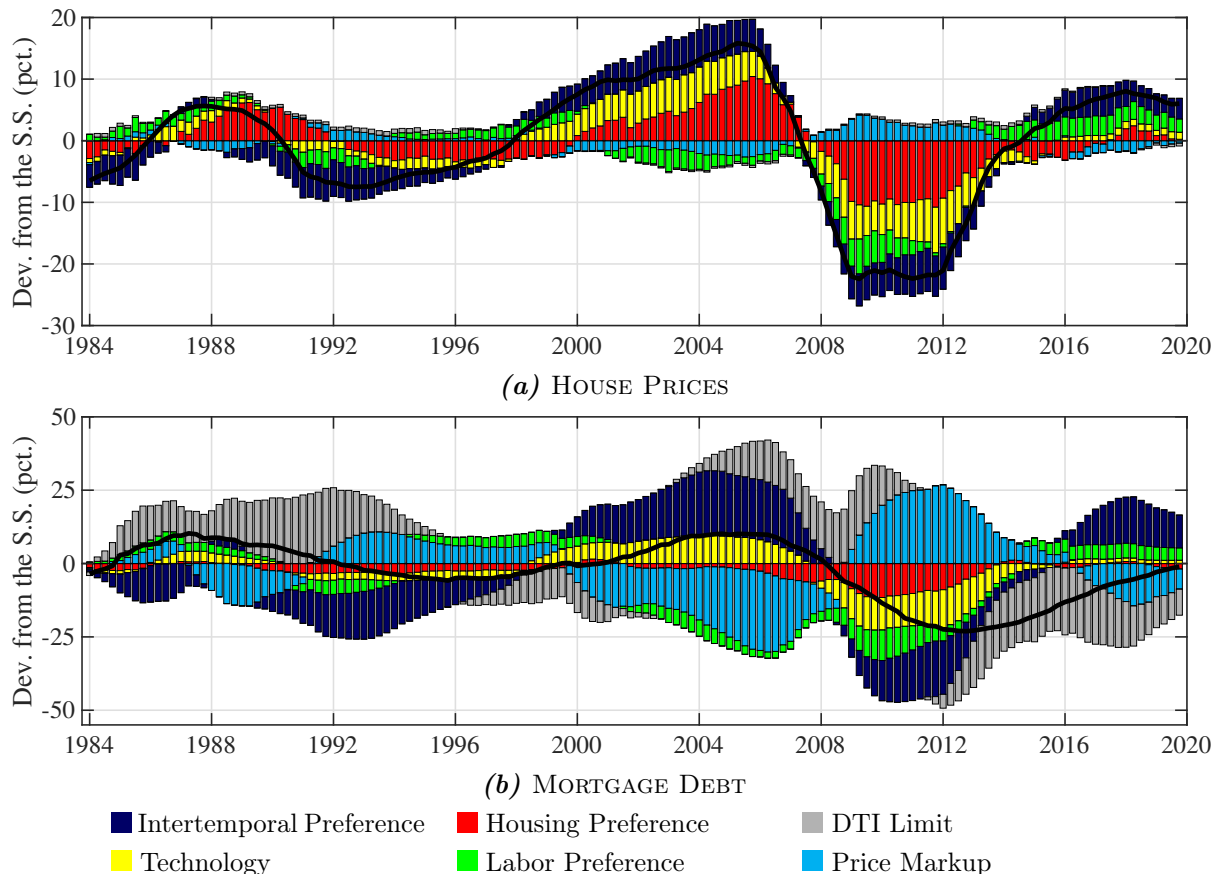 20
10
0
-10
-20
-30
Dev. from the S.S. (pct.)
1984 1988 1992 1996 2000 2004 2008 2012 2016 2020
(a) HOUSE PRICES
50
25
0
-25
-50
Dev. from the S.S. (pct.)
1984 1988 1992 1996 2000 2004 2008 2012 2016 2020
(b) MORTGAGE DEBT
Intertemporal Preference Housing Preference DTI Limit
Technology Labor Preference Price Markup